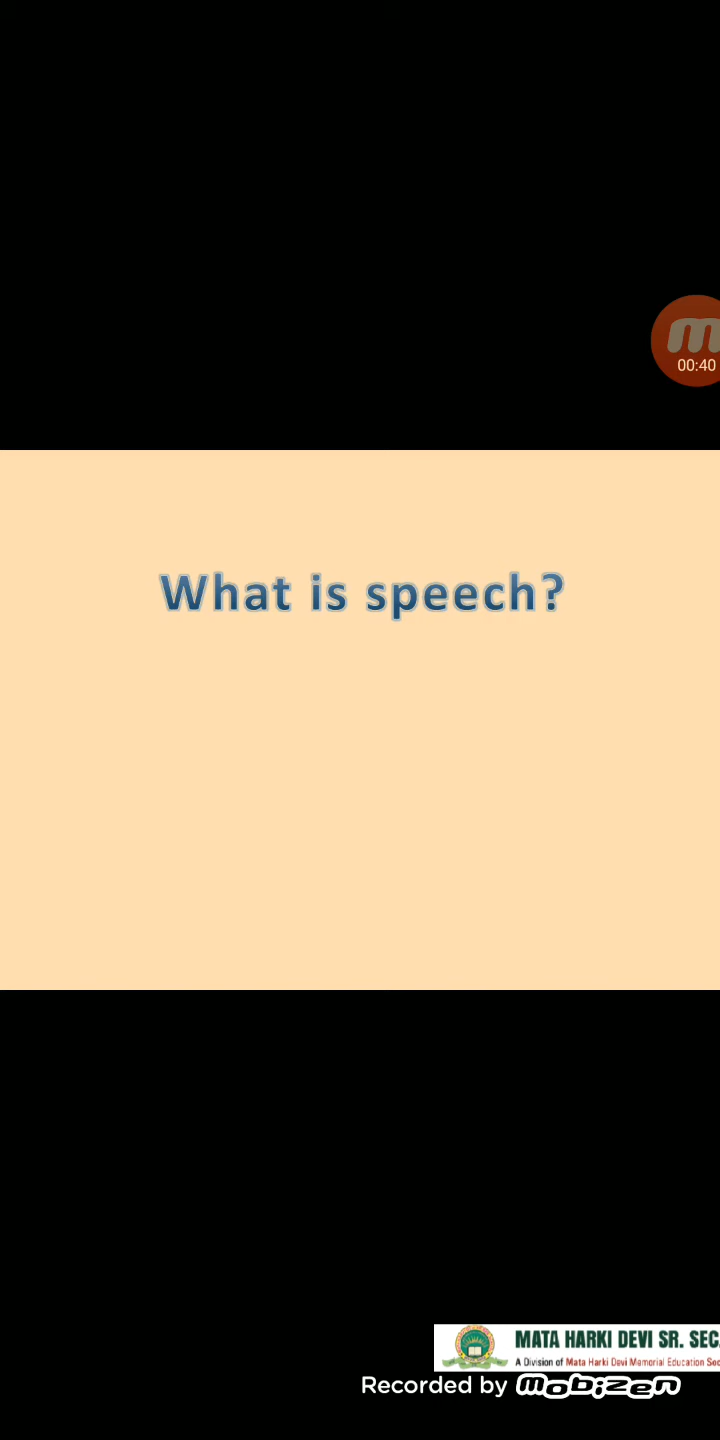 00:40
What is speech?
MATA HARKI DEVI SR. SEC.
A Division of Mata Harki Devi Memorial Education
Recorded by Mobizen